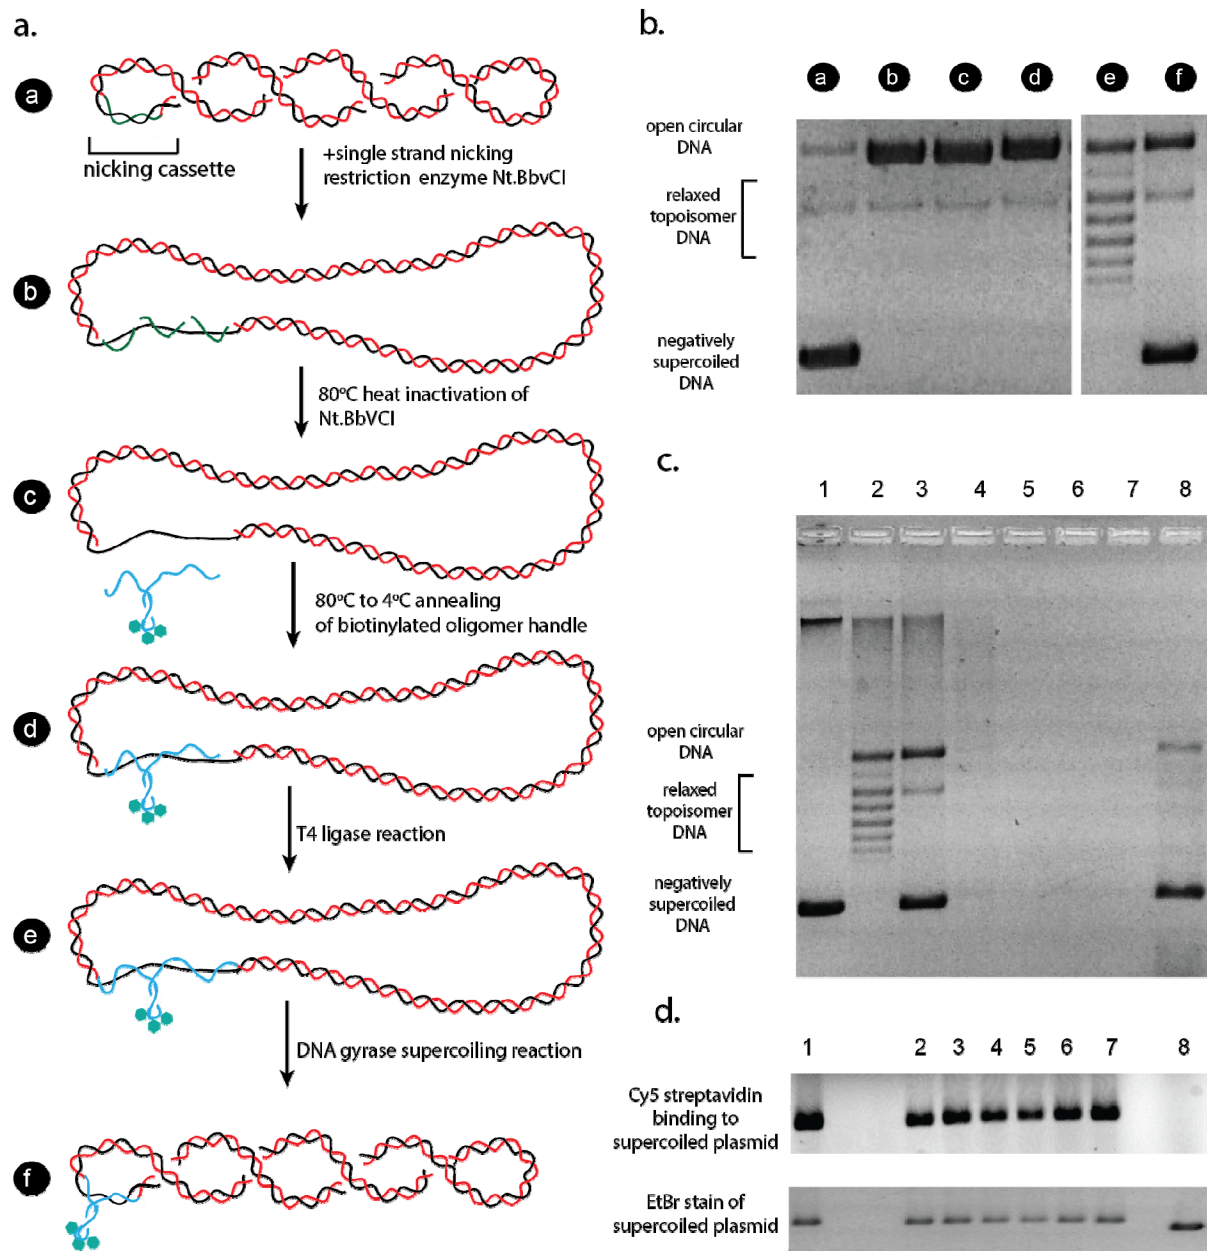 a.
a
nicking cassette
+single strand nicking
restriction enzyme Nt.BbvCI
b
80ºC heat inactivation of
Nt.BbVCI
c
80ºC to 4ºC annealing
of biotinylated oligomer handle
d
T4 ligase reaction
e
DNA gyrase supercoiling reaction
f
b.
a b c d e f
open circular
DNA
relaxed
topoisomer
DNA
negatively
supercoiled
DNA
c.
1 2 3 4 5 6 7 8
open circular
DNA
relaxed
topoisomer
DNA
negatively
supercoiled
DNA
d.
1 2 3 4 5 6 7 8
Cy5 streptavidin
binding to
supercoiled plasmid
EtBr stain of
supercoiled plasmid